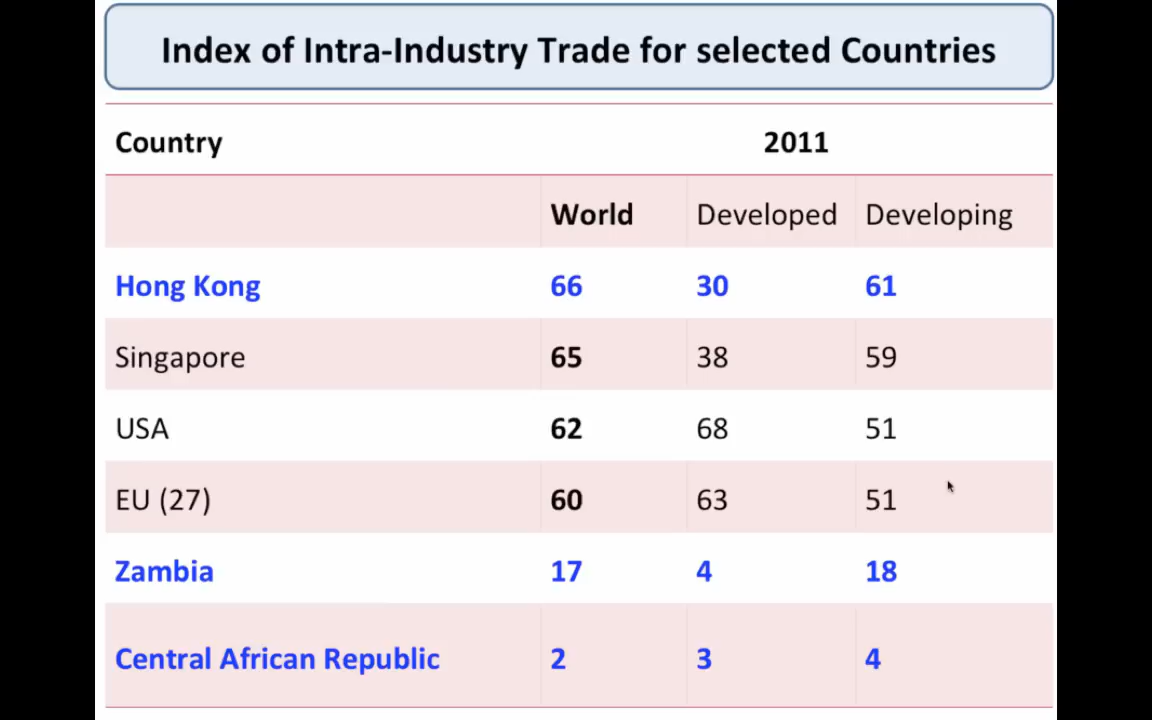 Index of Intra-Industry Trade for selected Countries
Country 2011
World Developed Developing
Hong Kong 66 30 61
Singapore 65 38 59
USA 62 68 51
EU (27) 60 63 51
Zambia 17 4 18
Central African Republic 2 3 4